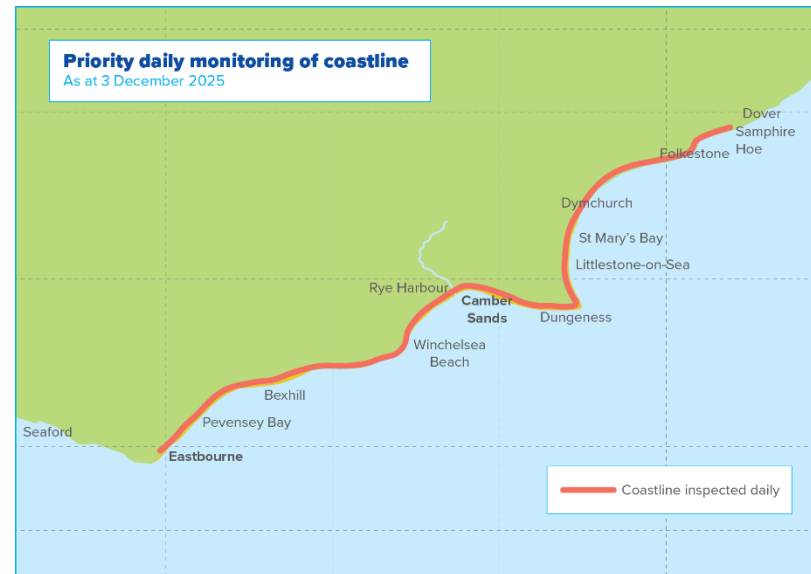 Priority daily monitoring of coastline
As at 3 December 2025
Dover
Samphire
Hoe
Folkestone
Dymchurch
St Mary's Bay
Littlestone-on-Sea
Rye Harbour
Camber
Sands
Dungeness
Winchelsea
Beach
Bexhill
Pevensey Bay
Seaford
Eastbourne
Coastline inspected daily